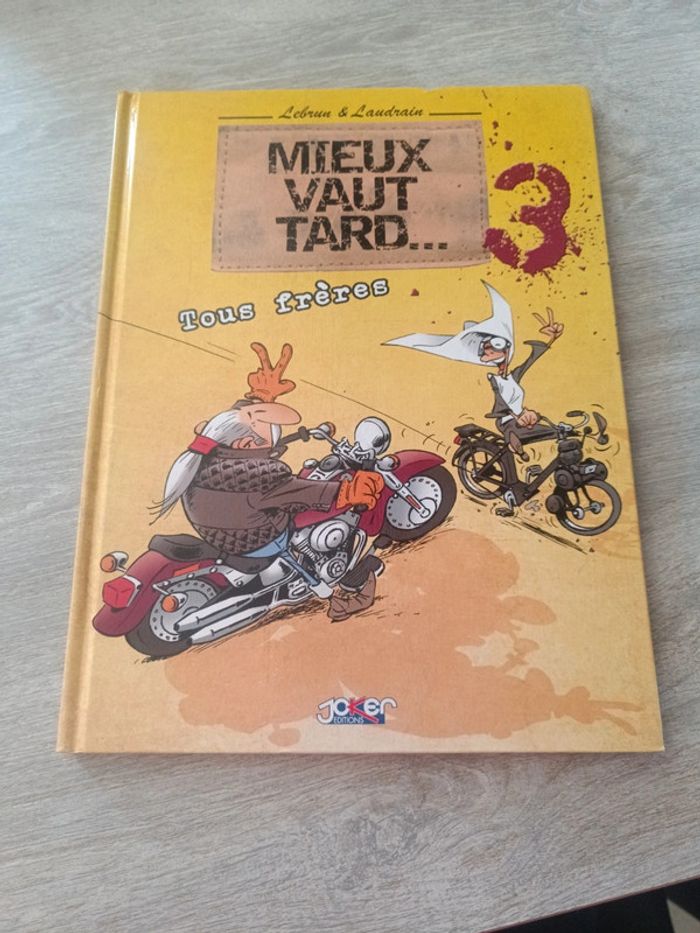 Lebrun & Laudrain
MIEUX
VAUT
TARD...
3
Tous frères
JOKER
EDITIONS